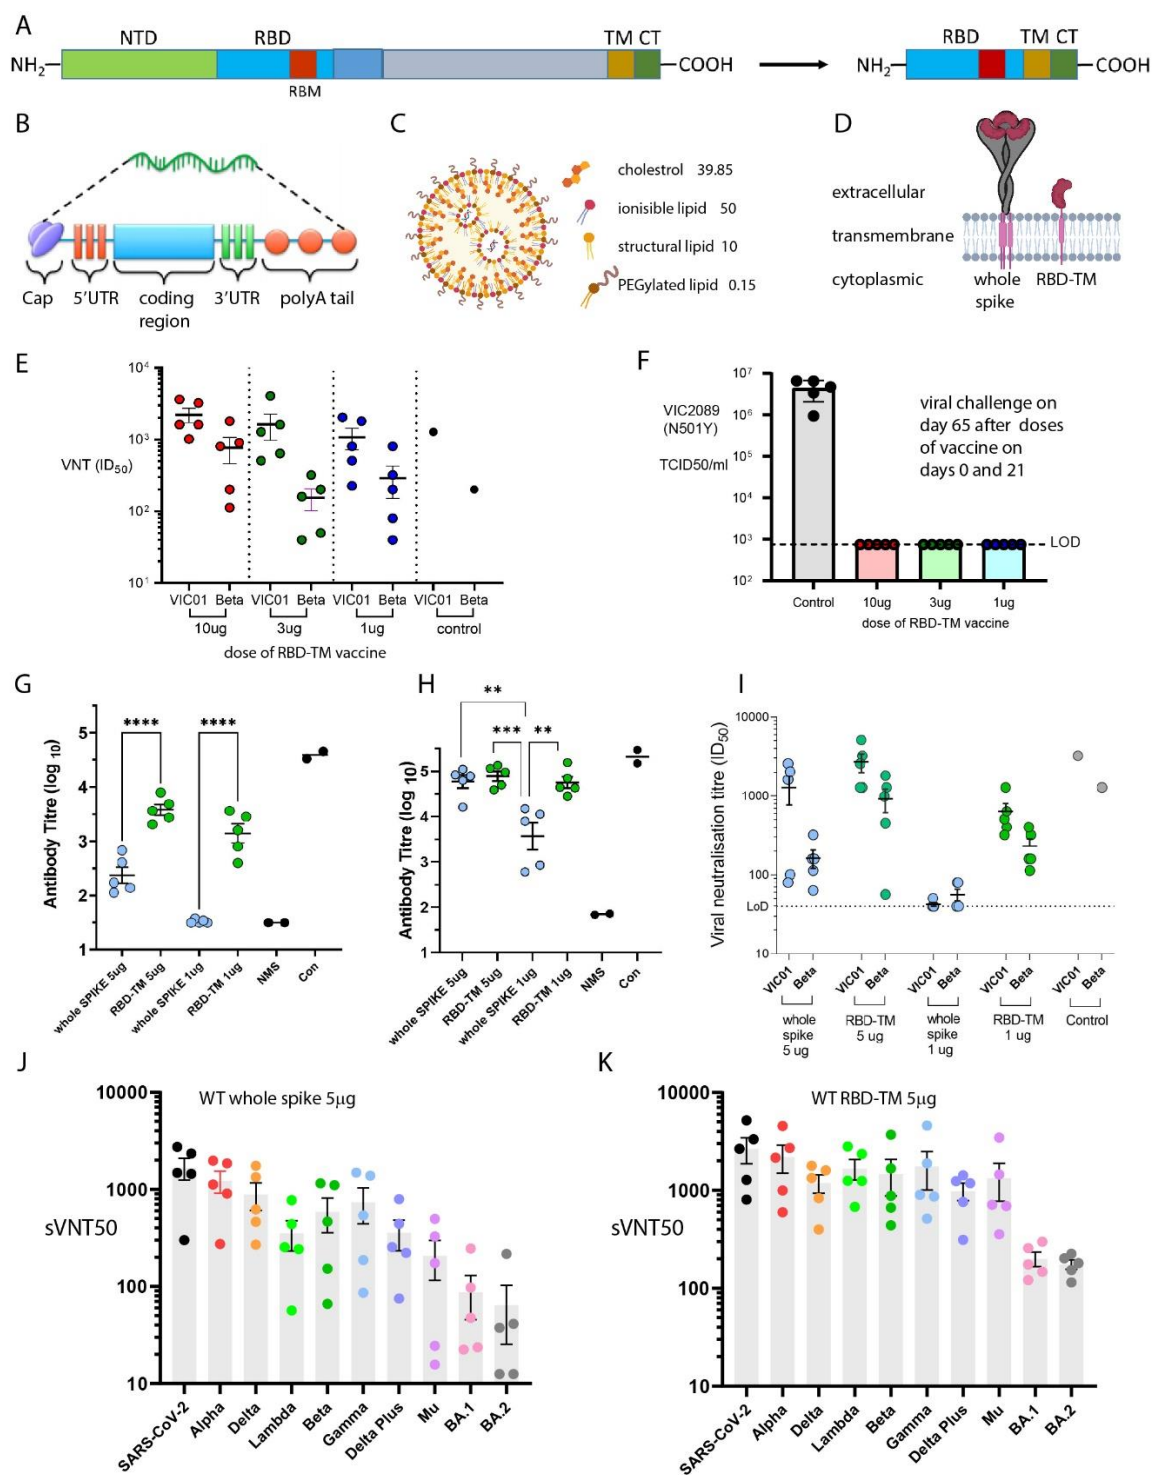 A
NTD
RBD
TM CT
NH2
COOH
RBM
RBD
TM CT
NH2
COOH
B
Cap
5'UTR
coding
region
3'UTR
polyA tail
C
cholestrol 39.85
ionisible lipid 50
structural lipid 10
PEGylated lipid 0.15
D
extracellular
transmembrane
cytoplasmic
whole
spike
RBD-TM
E
10^4
10^3
10^2
10^1
VNT (ID50)
VIC01 Beta VIC01 Beta VIC01 Beta VIC01 Beta
10ug 3ug 1ug control
dose of RBD-TM vaccine
F
10^7
10^6
10^5
10^4
10^3
10^2
VIC2089
(N501Y)
TCID50/ml
viral challenge on
day 65 after doses
of vaccine on
days 0 and 21
LOD
Control 10ug 3ug 1ug
dose of RBD-TM vaccine
G
Antibody Titre (log 10)
5
4
3
2
1
**** ****
whole SPIKE 5ug
RBD-TM 5ug
whole SPIKE 1ug
RBD-TM 1ug
NMS
Con
H
Antibody Titre (log 10)
5
4
3
2
1
**
*** **
whole SPIKE 5ug
RBD-TM 5ug
whole SPIKE 1ug
RBD-TM 1ug
NMS
Con
I
Viral neutralisation titre (ID50)
10000
1000
100
LoD
10
VIC01 Beta VIC01 Beta VIC01 Beta VIC01 Beta VIC01 Beta
whole
spike
5 ug
RBD-TM
5 ug
whole
spike
1 ug
RBD-TM
1 ug
Control
J
WT whole spike 5µg
10000
1000
100
10
sVNT50
SARS-CoV-2
Alpha
Delta
Lambda
Beta
Gamma
Delta Plus
Mu
BA.1
BA.2
K
WT RBD-TM 5µg
10000
1000
100
10
sVNT50
SARS-CoV-2
Alpha
Delta
Lambda
Beta
Gamma
Delta Plus
Mu
BA.1
BA.2